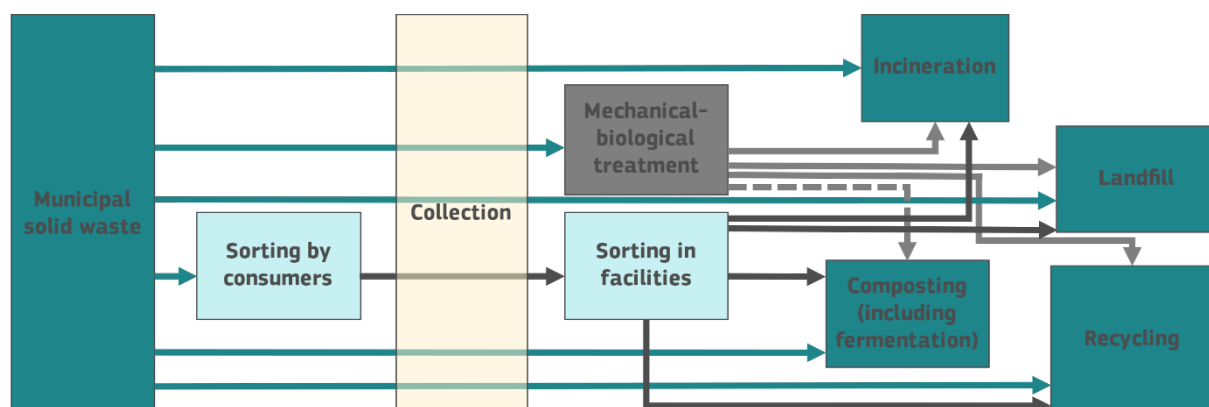 Municipal
solid waste
Collection
Incineration
Mechanical-
biological
treatment
Landfill
Sorting by
consumers
Sorting in
facilities
Composting
(including
fermentation)
Recycling